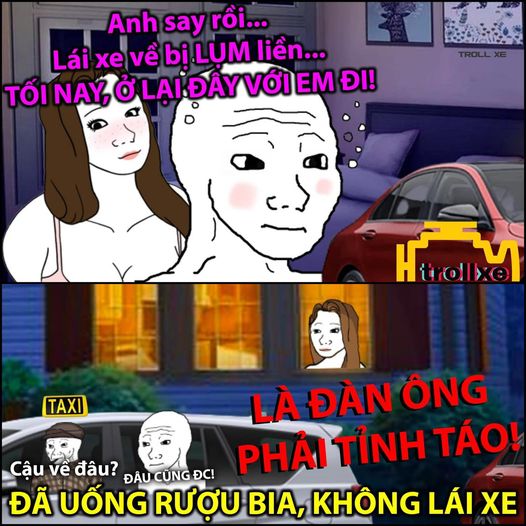 Anh say rồi...
Lái xe về bị LỤM liền...
TỐI NAY, Ở LẠI ĐÂY VỚI EM ĐI!
TROLL XE
trollxe
TAXI
LÀ ĐÀN ÔNG
PHẢI TỈNH TÁO!
Cậu về đâu?
ĐÂU CŨNG ĐC!
ĐÃ UỐNG RƯỢU BIA, KHÔNG LÁI XE